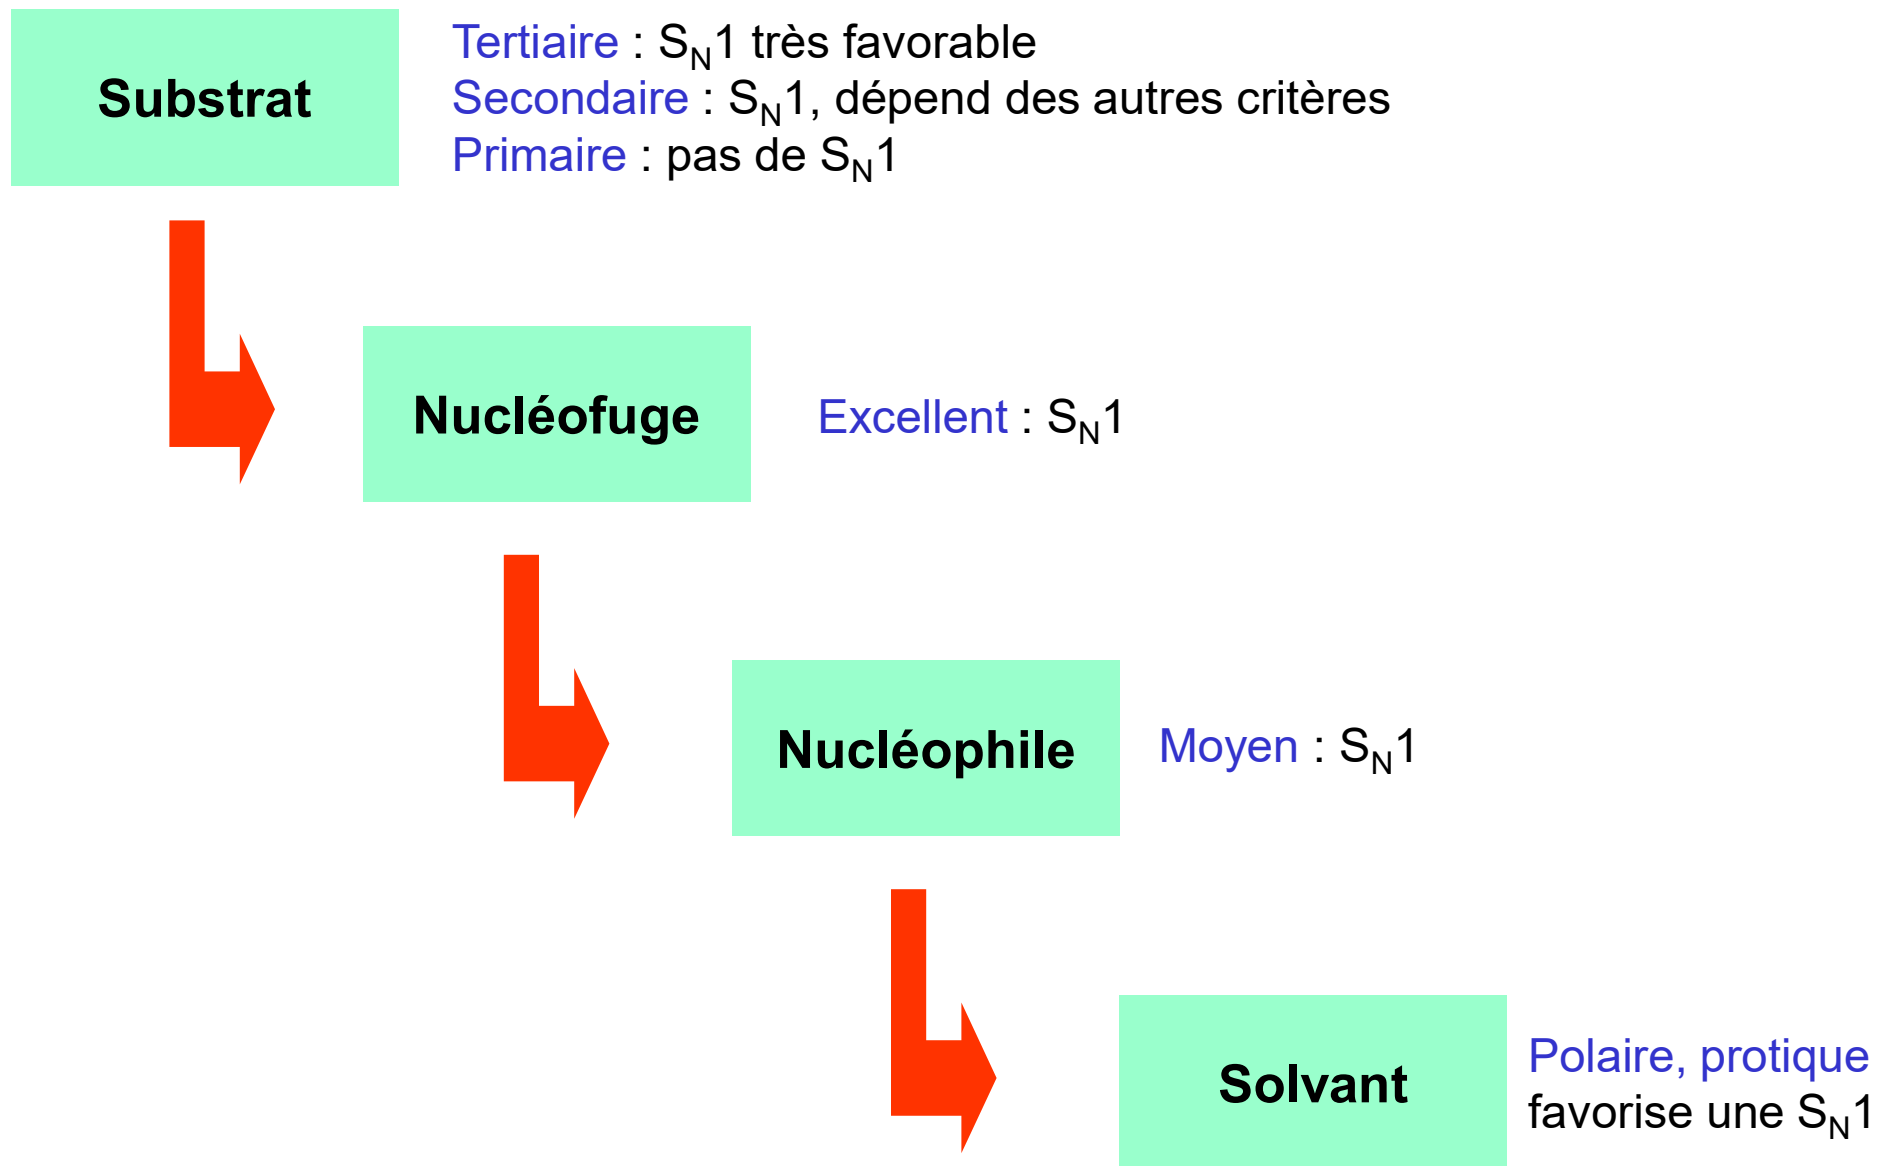 Substrat
Tertiaire : SN1 très favorable
Secondaire : SN1, dépend des autres critères
Primaire : pas de SN1
Nucléofuge
Excellent : SN1
Nucléophile
Moyen : SN1
Solvant
Polaire, protique
favorise une SN1